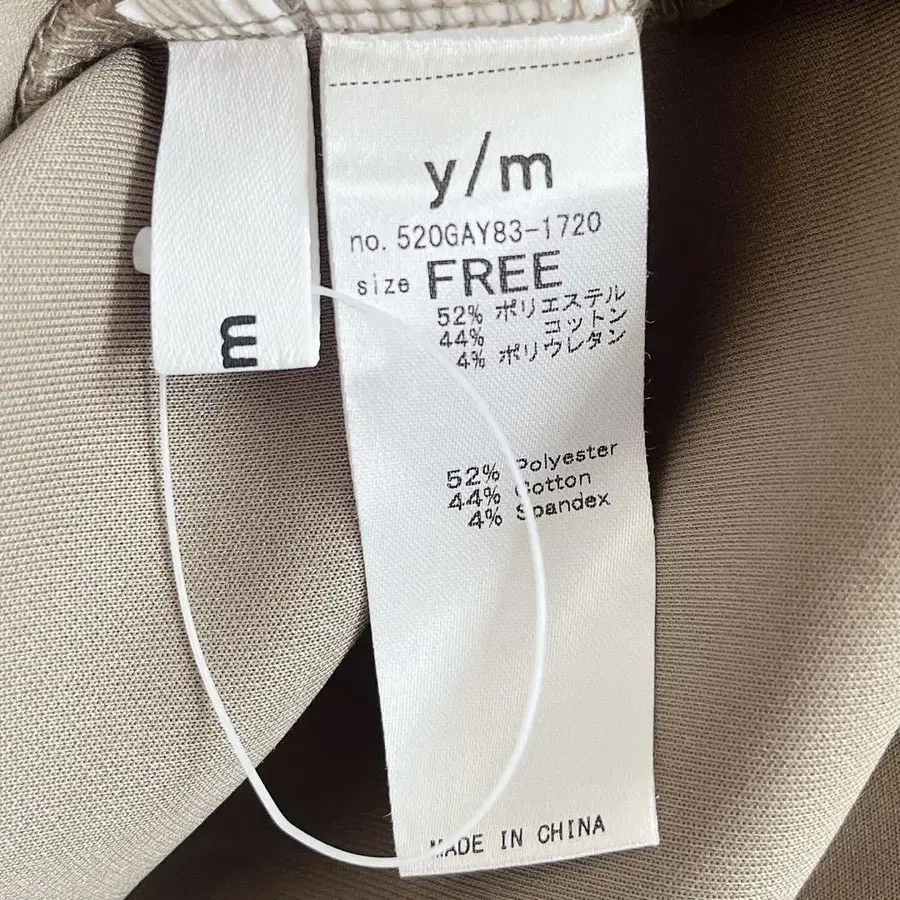 y/m
no. 520GAY83-1720
size FREE
52% ポリエステル
44% コットン
4% ポリウレタン
52% Polyester
44% Cotton
4% Spandex
MADE IN CHINA
m